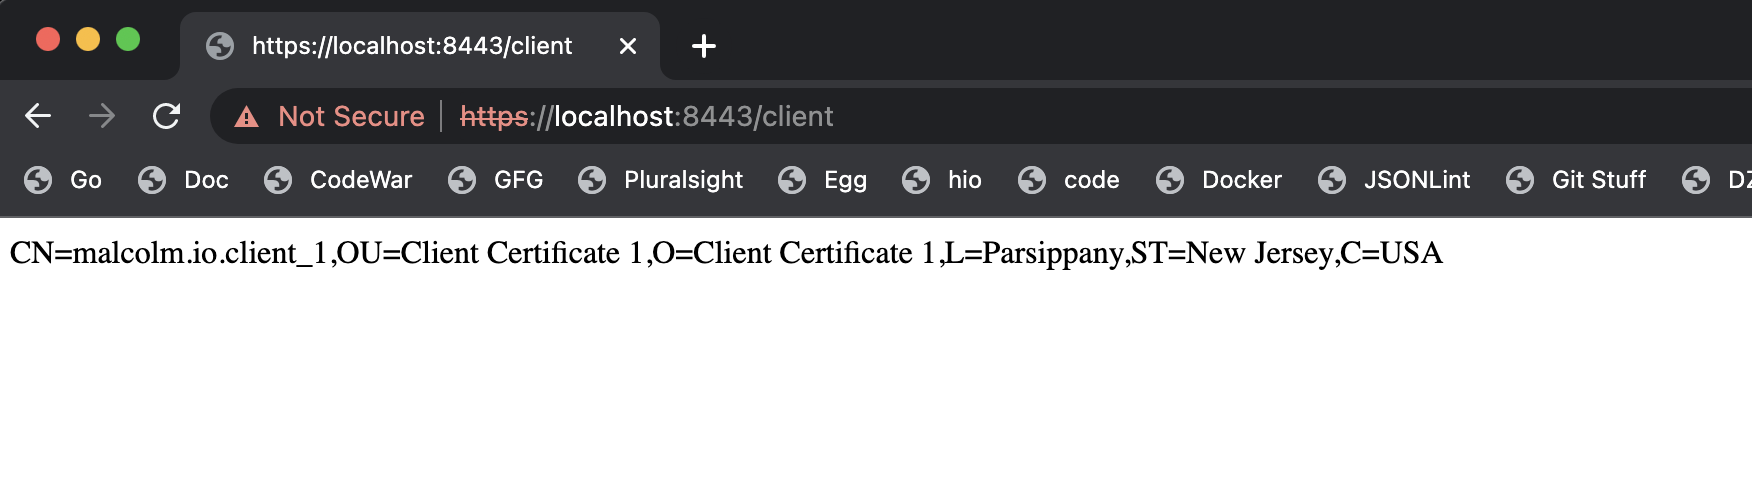 https://localhost:8443/client
Not Secure https://localhost:8443/client
Go Doc CodeWar GFG Pluralsight Egg hio code Docker JSONLint Git Stuff DZ
CN=malcolm.io.client_1,OU=Client Certificate 1,O=Client Certificate 1,L=Parsippany,ST=New Jersey,C=USA